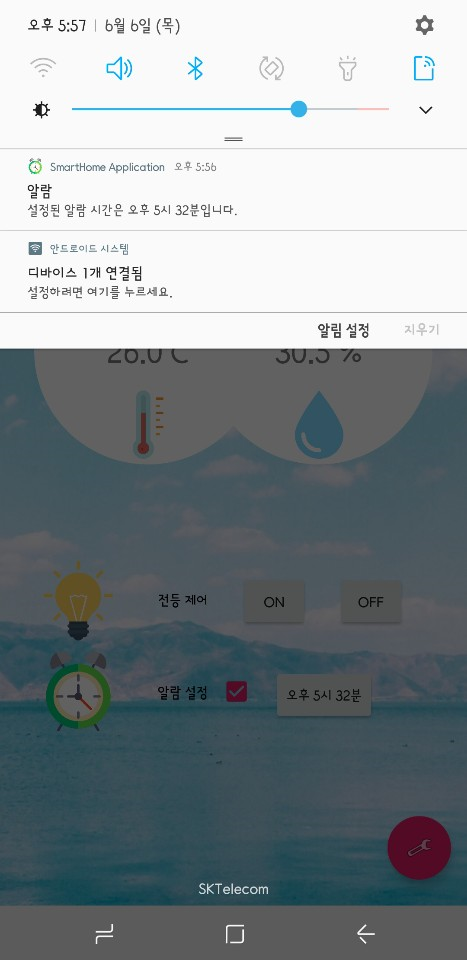 오후 5:57 | 6월 6일 (목)
SmartHome Application 오후 5:56
알람
설정된 알람 시간은 오후 5시 32분입니다.
안드로이드 시스템
디바이스 1개 연결됨
설정하려면 여기를 누르세요.
알림 설정 지우기
26.0 C 30.5 %
전등 제어 ON OFF
알람 설정 오후 5시 32분
SKTelecom